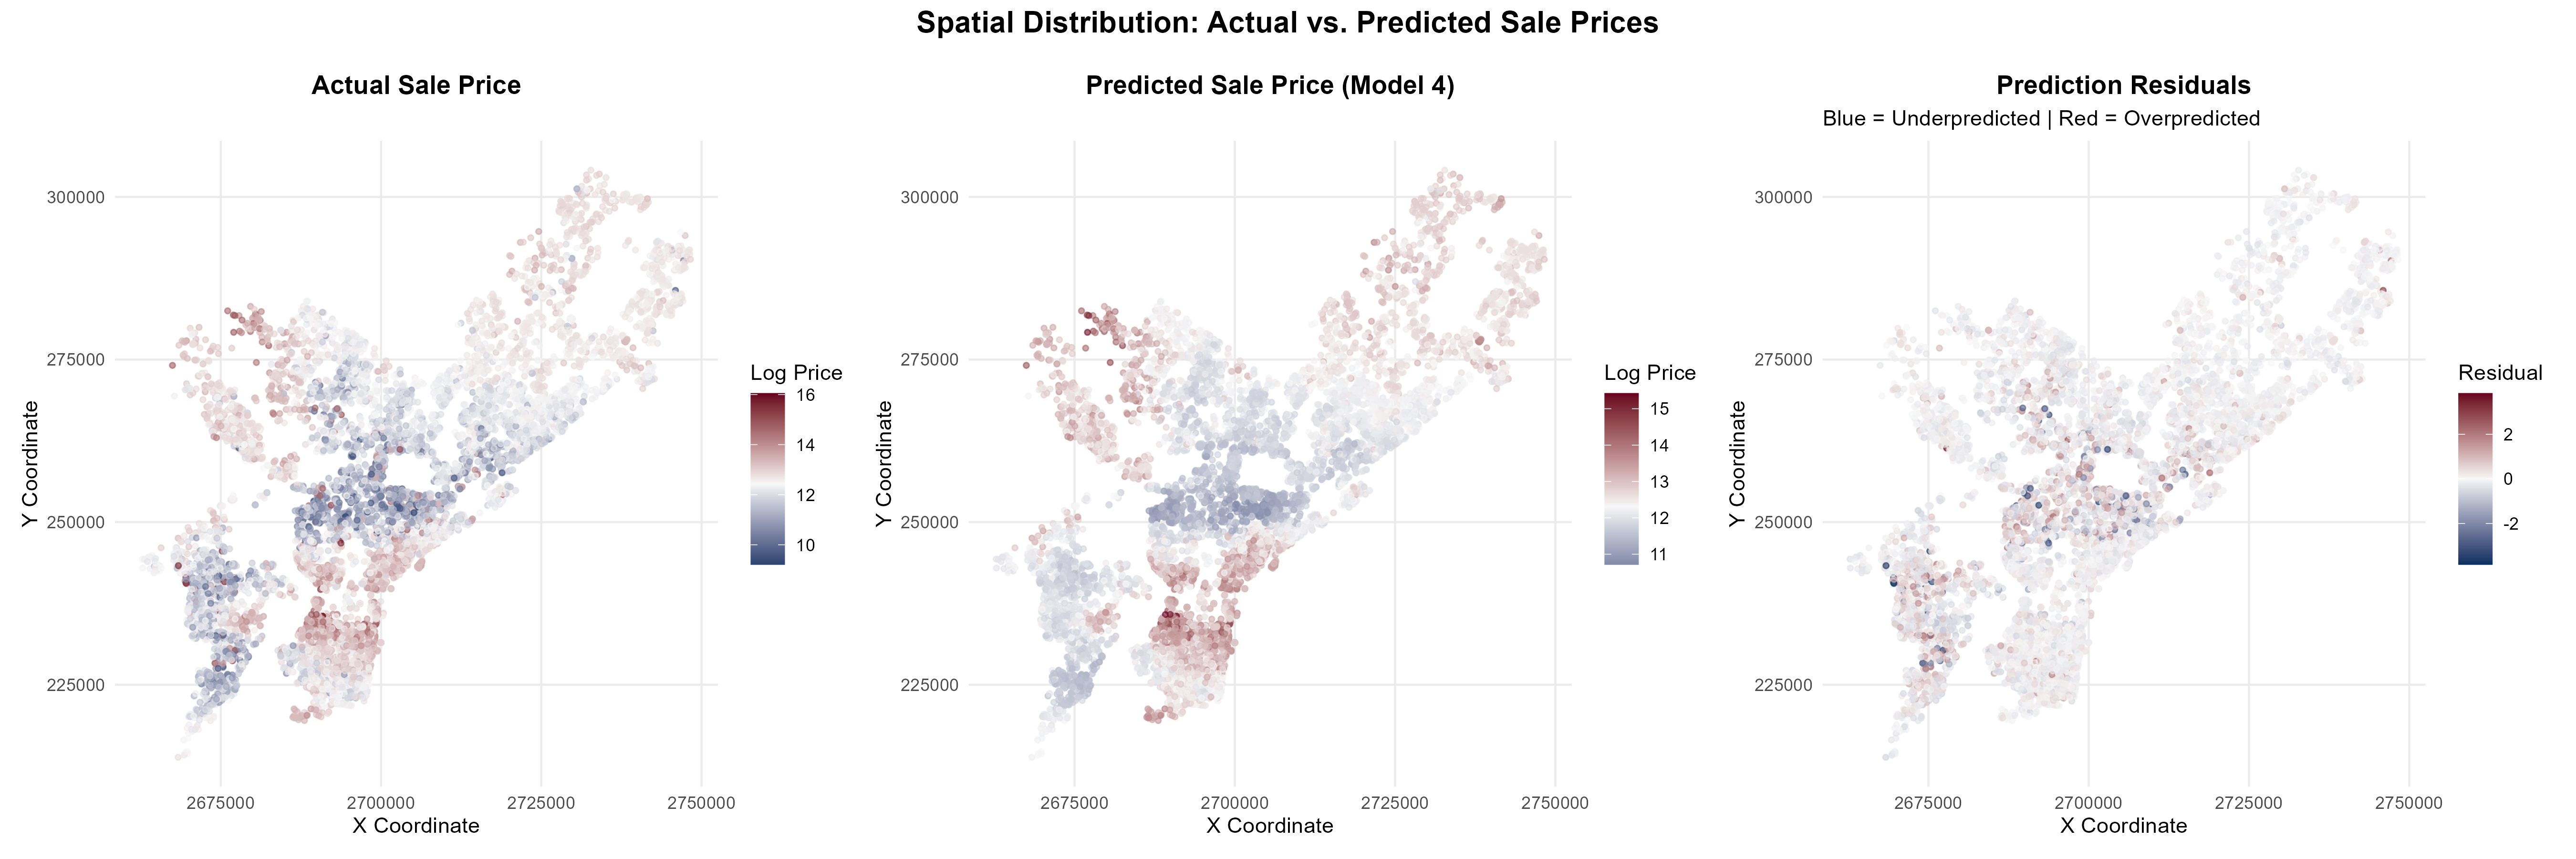 Spatial Distribution: Actual vs. Predicted Sale Prices
Actual Sale Price
300000
275000
250000
225000
Y Coordinate
2675000
2700000
2725000
2750000
X Coordinate
Log Price
16
14
12
10
Predicted Sale Price (Model 4)
300000
275000
250000
225000
Y Coordinate
2675000
2700000
2725000
2750000
X Coordinate
Log Price
15
14
13
12
11
Prediction Residuals
Blue = Underpredicted | Red = Overpredicted
300000
275000
250000
225000
Y Coordinate
2675000
2700000
2725000
2750000
X Coordinate
Residual
2
0
-2